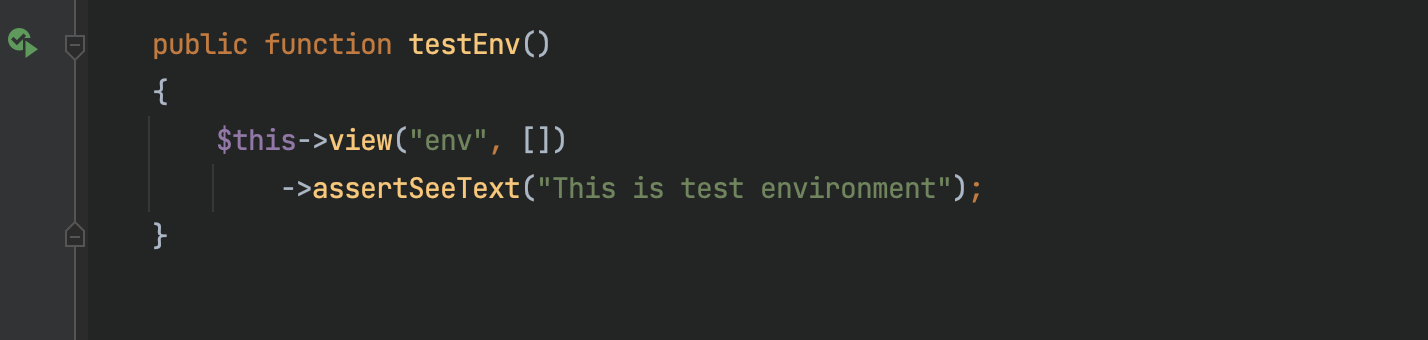 public function testEnv()
{
    $this->view("env", [])
        ->assertSeeText("This is test environment");
}